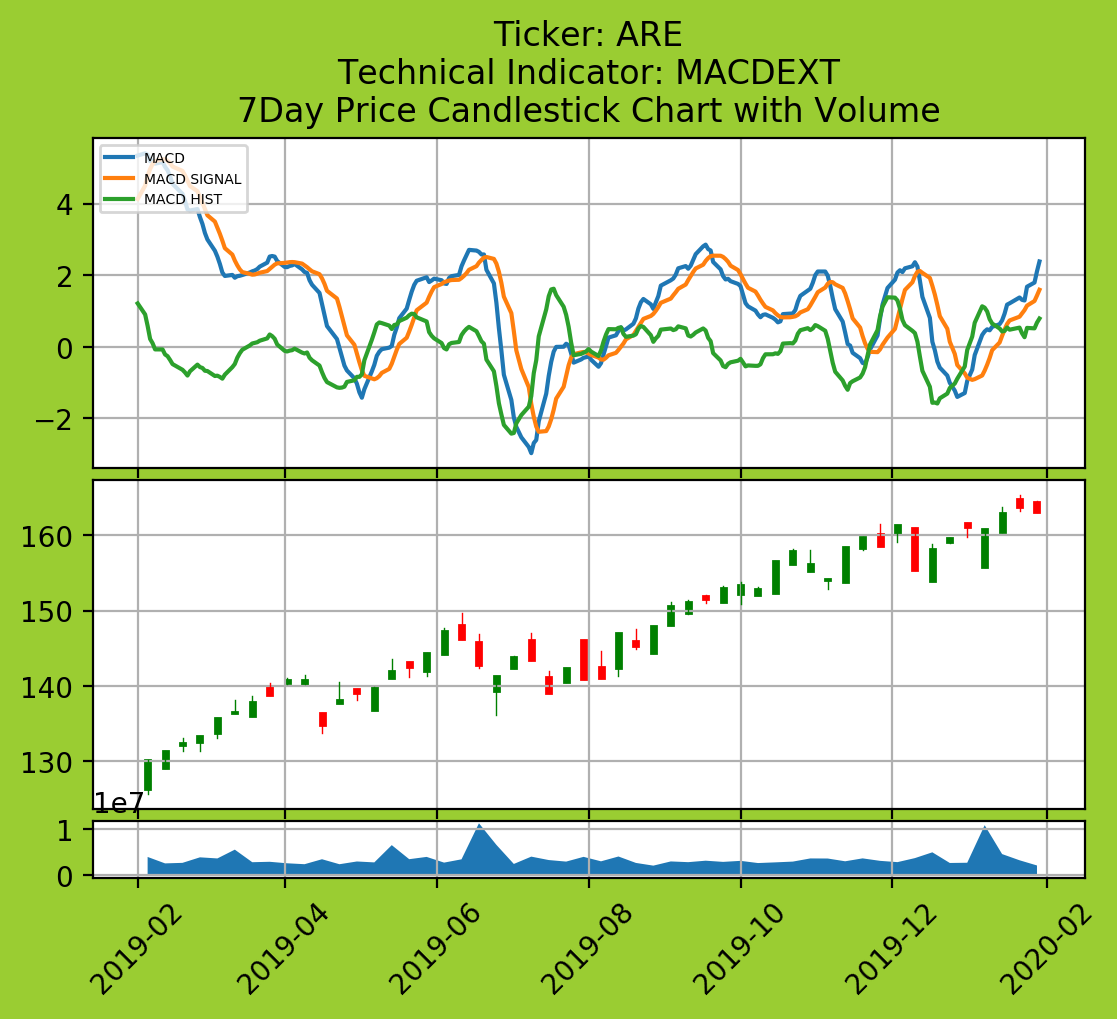 Ticker: ARE
Technical Indicator: MACDEXT
7Day Price Candlestick Chart with Volume
MACD
MACD SIGNAL
MACD HIST
4
2
0
−2
160
150
140
130
1e7
1
0
2019-02
2019-04
2019-06
2019-08
2019-10
2019-12
2020-02